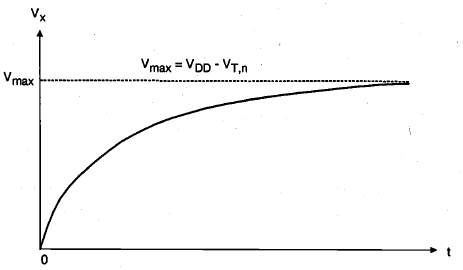 Vx
Vmax = VDD - VT,n
Vmax
0
t